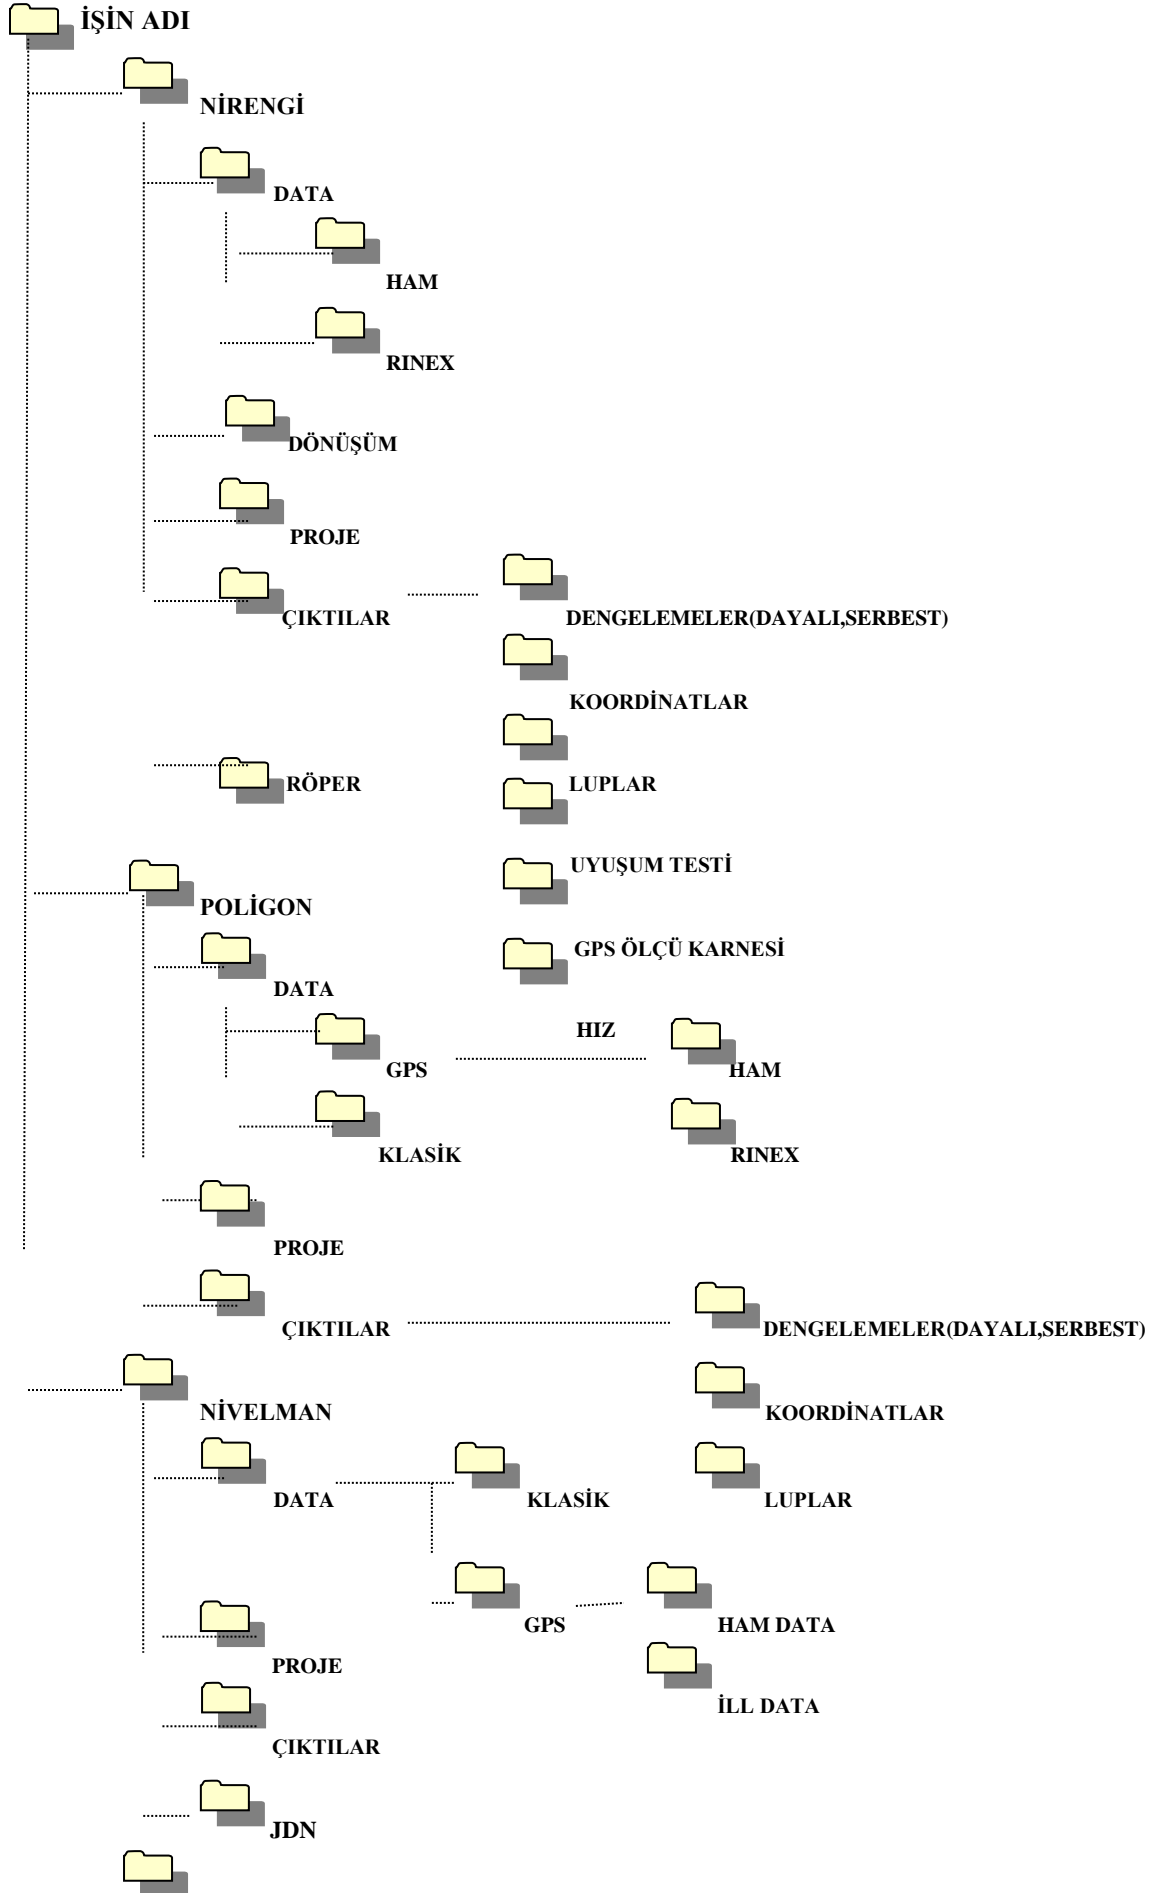 İŞİN ADI
NİRENGİ
DATA
HAM
RINEX
DÖNÜŞÜM
PROJE
ÇIKTILAR
DENGELEMELER(DAYALI,SERBEST)
KOORDİNATLAR
RÖPER
LUPLAR
UYUŞUM TESTİ
POLİGON
GPS ÖLÇÜ KARNESİ
DATA
HIZ
GPS
HAM
KLASİK
RINEX
PROJE
ÇIKTILAR
DENGELEMELER(DAYALI,SERBEST)
NİVELMAN
KOORDİNATLAR
DATA
KLASİK
LUPLAR
GPS
HAM DATA
PROJE
İLL DATA
ÇIKTILAR
JDN